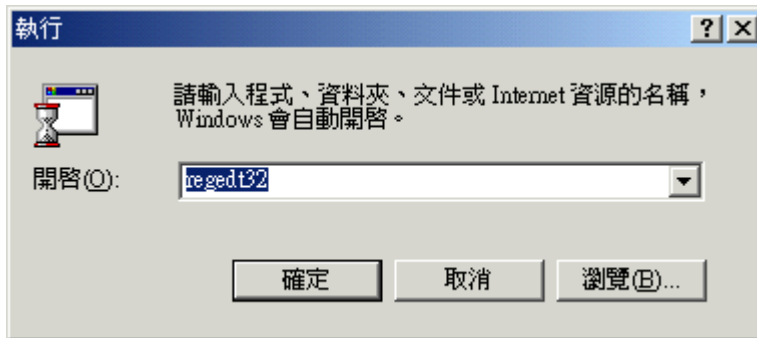 執行
請輸入程式、資料夾、文件或 Internet 資源的名稱，
Windows 會自動開啓。
開啓(O):
regedt32
確定
取消
瀏覽(B)...